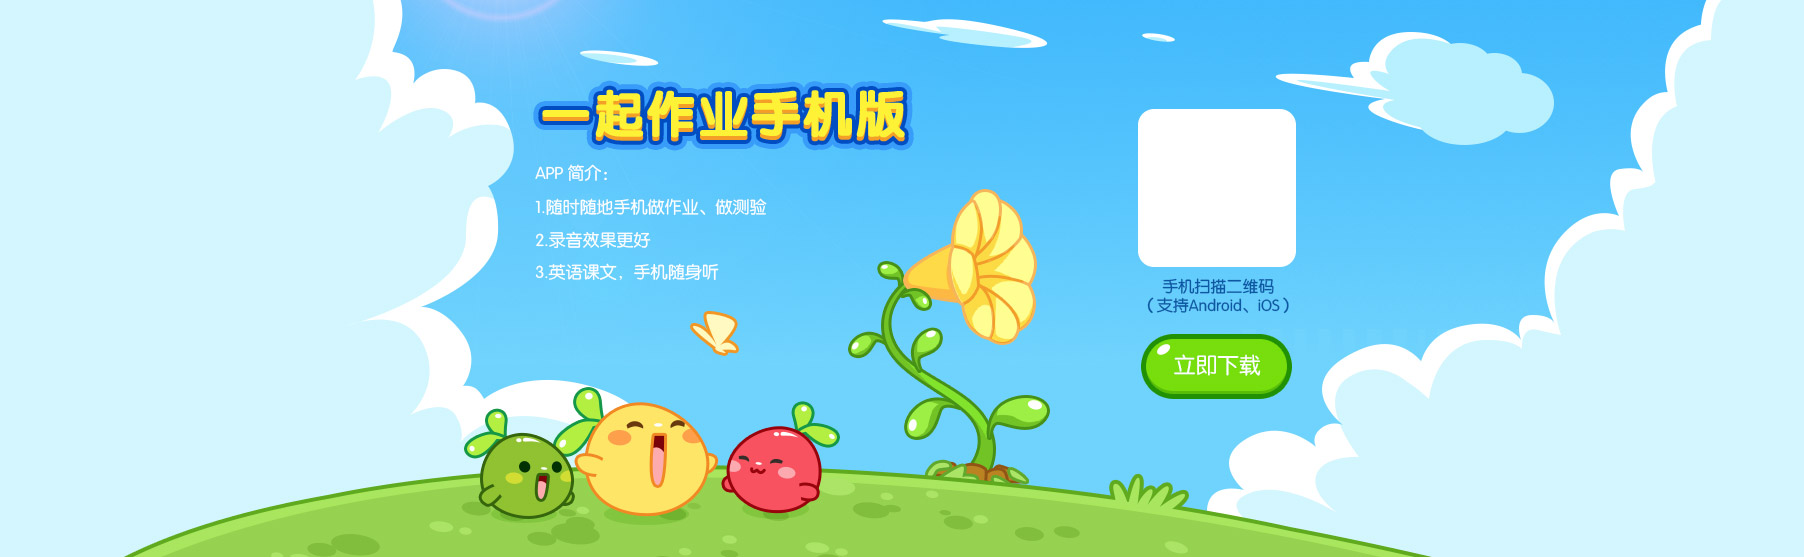 一起作业手机版
APP 简介：
1.随时随地手机做作业、做测验
2.录音效果更好
3.英语课文，手机随身听
手机扫描二维码
（支持Android、iOS）
立即下载